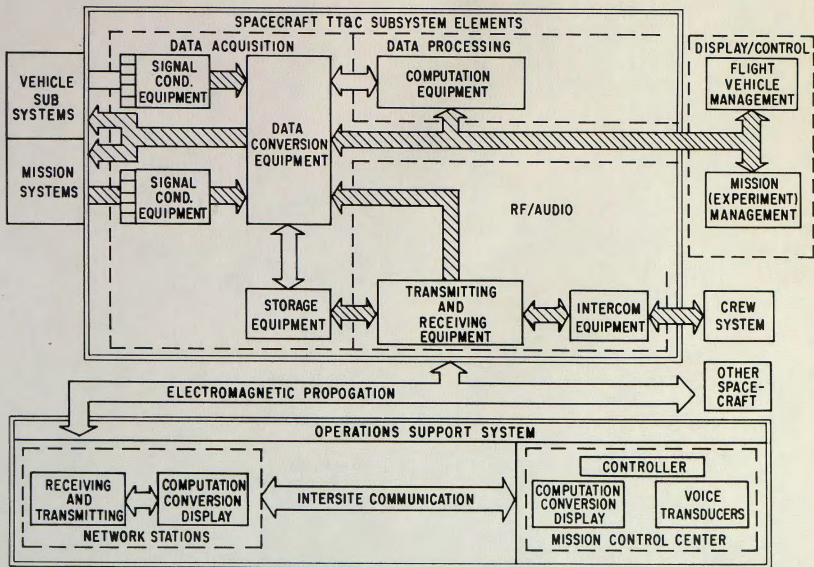 SPACECRAFT TT&C SUBSYSTEM ELEMENTS
DATA ACQUISITION
DATA PROCESSING
DISPLAY/CONTROL
VEHICLE
SUB
SYSTEMS
MISSION
SYSTEMS
SIGNAL
COND.
EQUIPMENT
SIGNAL
COND.
EQUIPMENT
DATA
CONVERSION
EQUIPMENT
COMPUTATION
EQUIPMENT
FLIGHT
VEHICLE
MANAGEMENT
MISSION
(EXPERIMENT)
MANAGEMENT
RF/AUDIO
STORAGE
EQUIPMENT
TRANSMITTING
AND
RECEIVING
EQUIPMENT
INTERCOM
EQUIPMENT
CREW
SYSTEM
OTHER
SPACE-
CRAFT
ELECTROMAGNETIC PROPOGATION
OPERATIONS SUPPORT SYSTEM
RECEIVING
AND
TRANSMITTING
COMPUTATION
CONVERSION
DISPLAY
NETWORK STATIONS
INTERSITE COMMUNICATION
CONTROLLER
COMPUTATION
CONVERSION
DISPLAY
VOICE
TRANSDUCERS
MISSION CONTROL CENTER